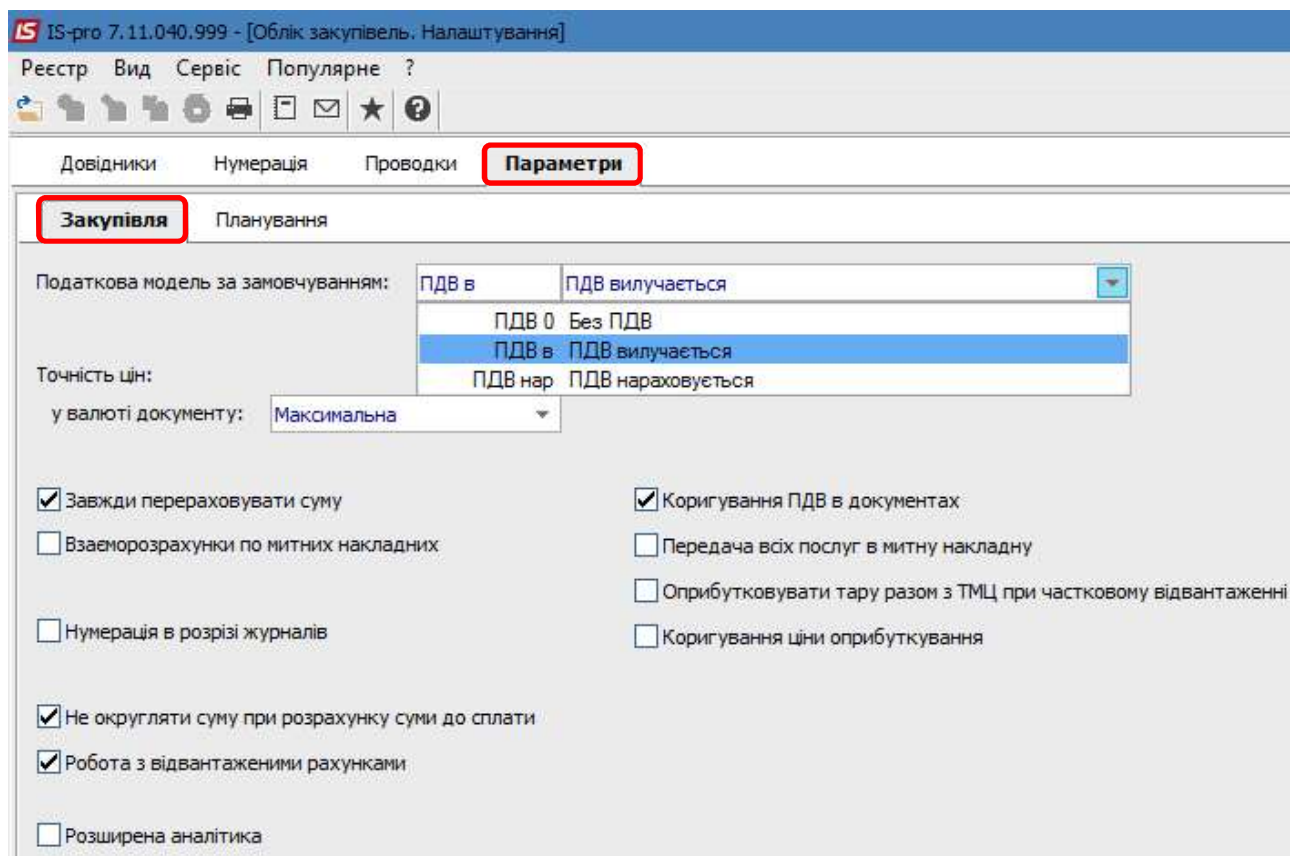 IS IS-pro 7.11.040.999 - [Облік закупівель. Налаштування]
Реєстр Вид Сервіс Популярне ?
Довідники Нумерація Проводки Параметри
Закупівля Планування
Податкова модель за замовчуванням: ПДВ в ПДВ вилучається
ПДВ 0 Без ПДВ
ПДВ в ПДВ вилучається
Точність цін:
ПДВ нар ПДВ нараховується
у валюті документу: Максимальна
Завжди перераховувати суму Коригування ПДВ в документах
Взаєморозрахунки по митних накладних Передача всіх послуг в митну накладну
Оприбутковувати тару разом з ТМЦ при частковому відвантаженні
Нумерація в розрізі журналів Коригування ціни оприбуткування
Не округляти суму при розрахунку суми до сплати
Робота з відвантаженими рахунками
Розширена аналітика